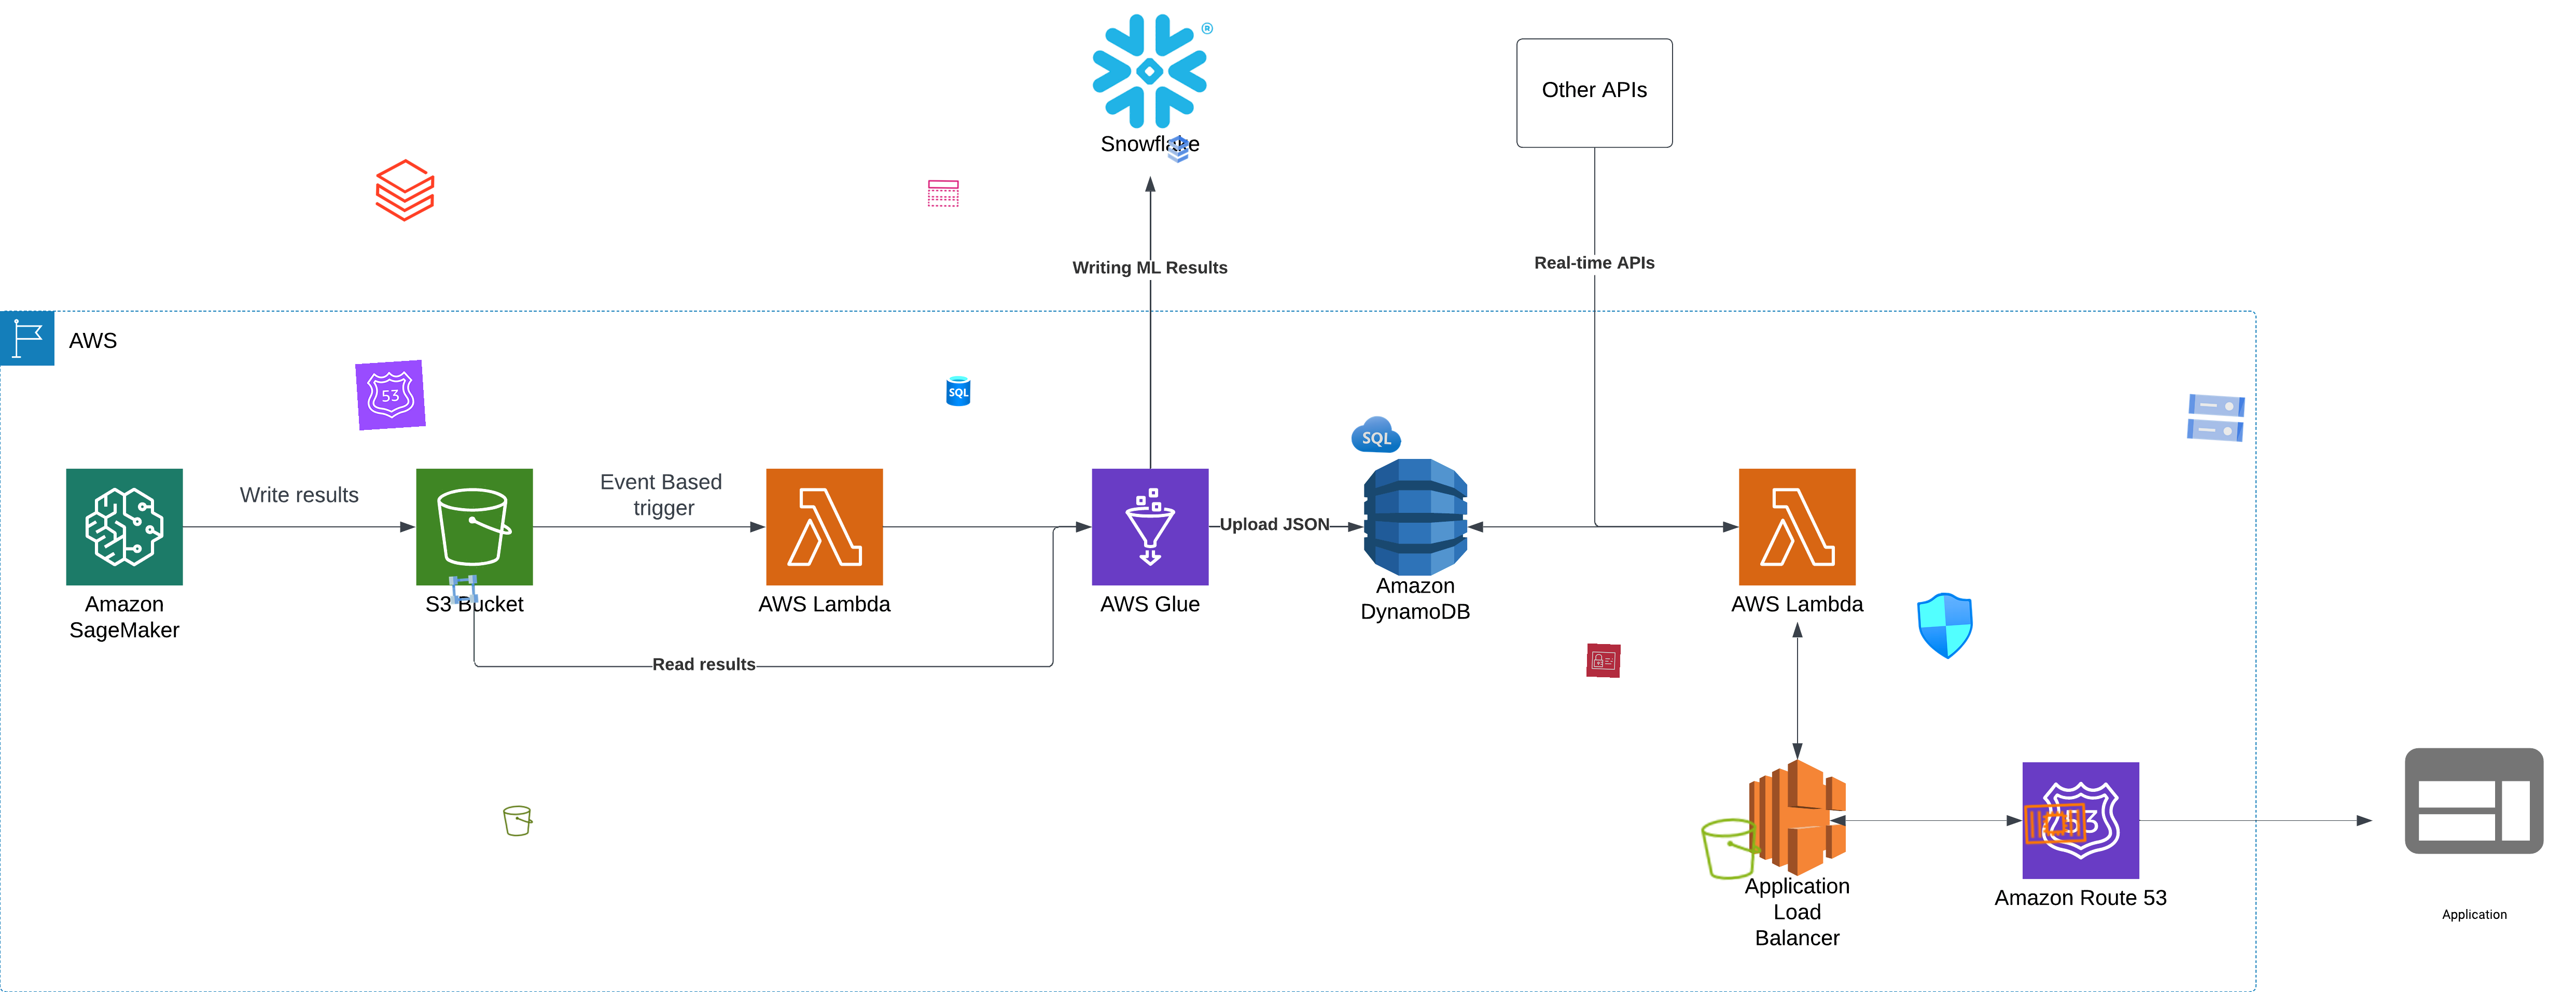 ®
Snowflake
Other APIs
Writing ML Results
Real-time APIs
AWS
53
SQL
SQL
Write results
Event Based
trigger
Upload JSON
Amazon
SageMaker
S3 Bucket
AWS Lambda
AWS Glue
Amazon
DynamoDB
AWS Lambda
Read results
53
Application
Load
Balancer
Amazon Route 53
Application